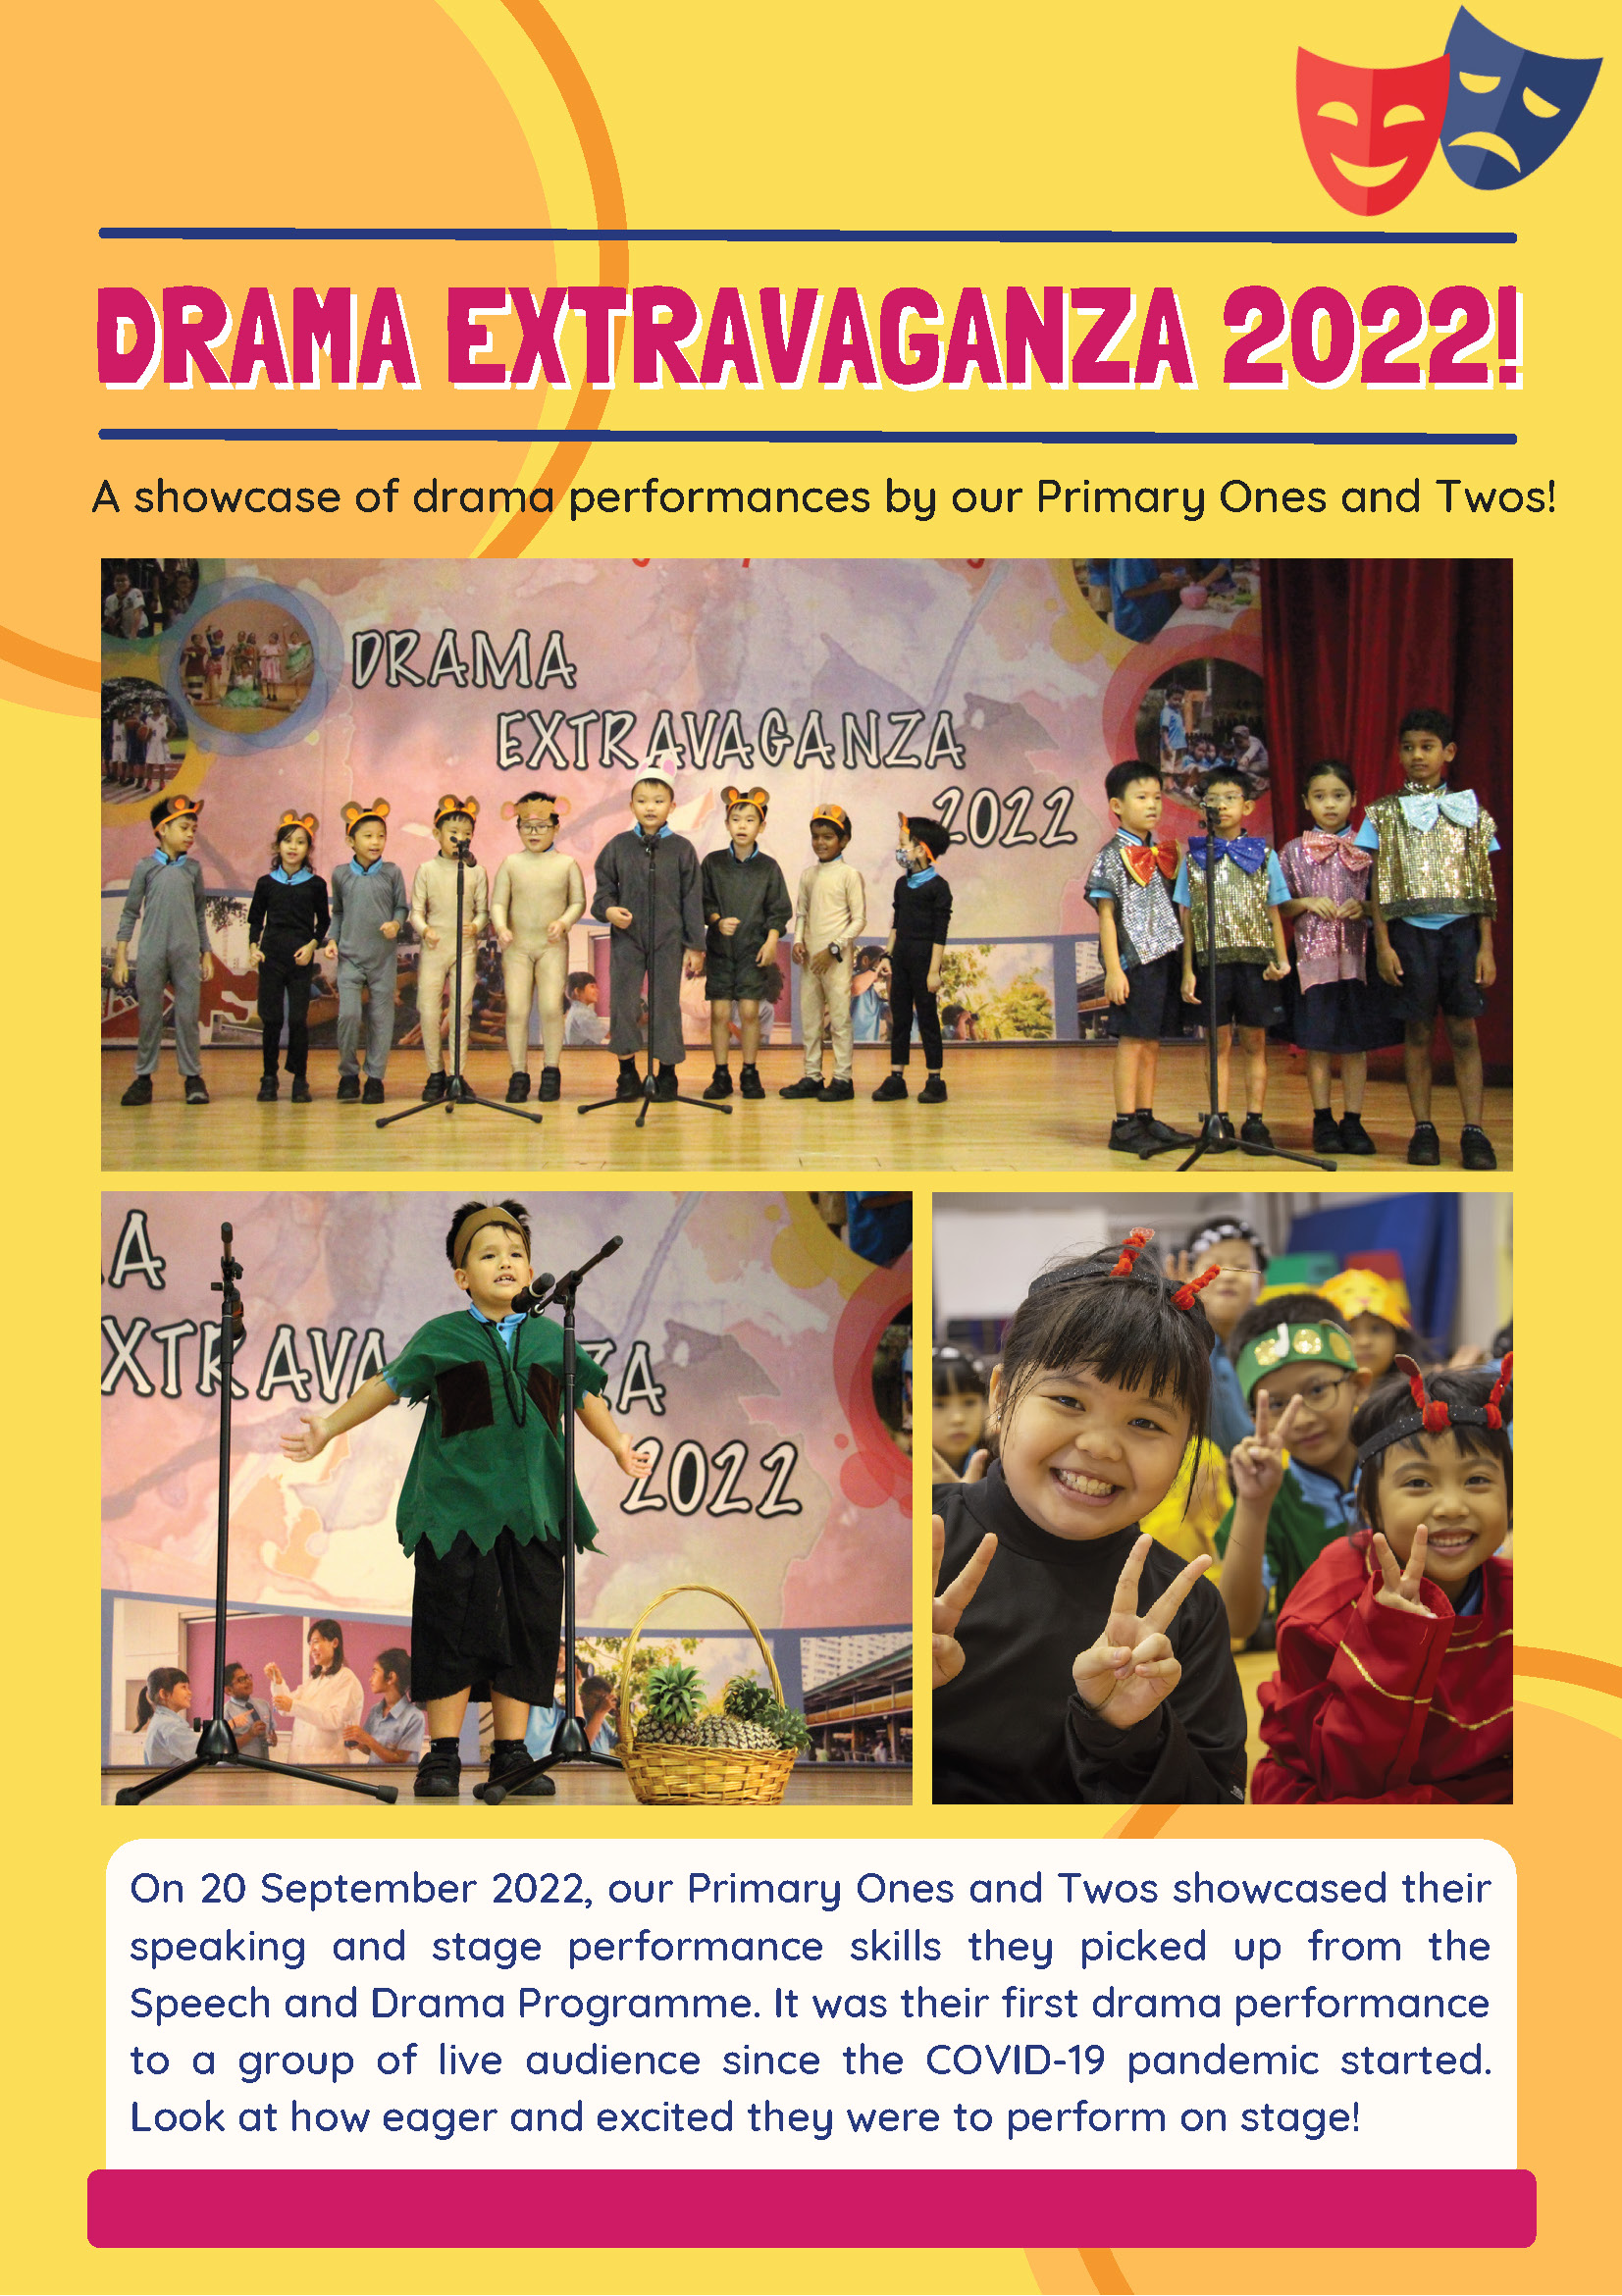 DRAMA EXTRAVAGANZA 2022!
A showcase of drama performances by our Primary Ones and Twos!
DRAMA
EXTRAVAGANZA
2022
A
XTRAVA ZA
2022
On 20 September 2022, our Primary Ones and Twos showcased their
speaking and stage performance skills they picked up from the
Speech and Drama Programme. It was their first drama performance
to a group of live audience since the COVID-19 pandemic started.
Look at how eager and excited they were to perform on stage!